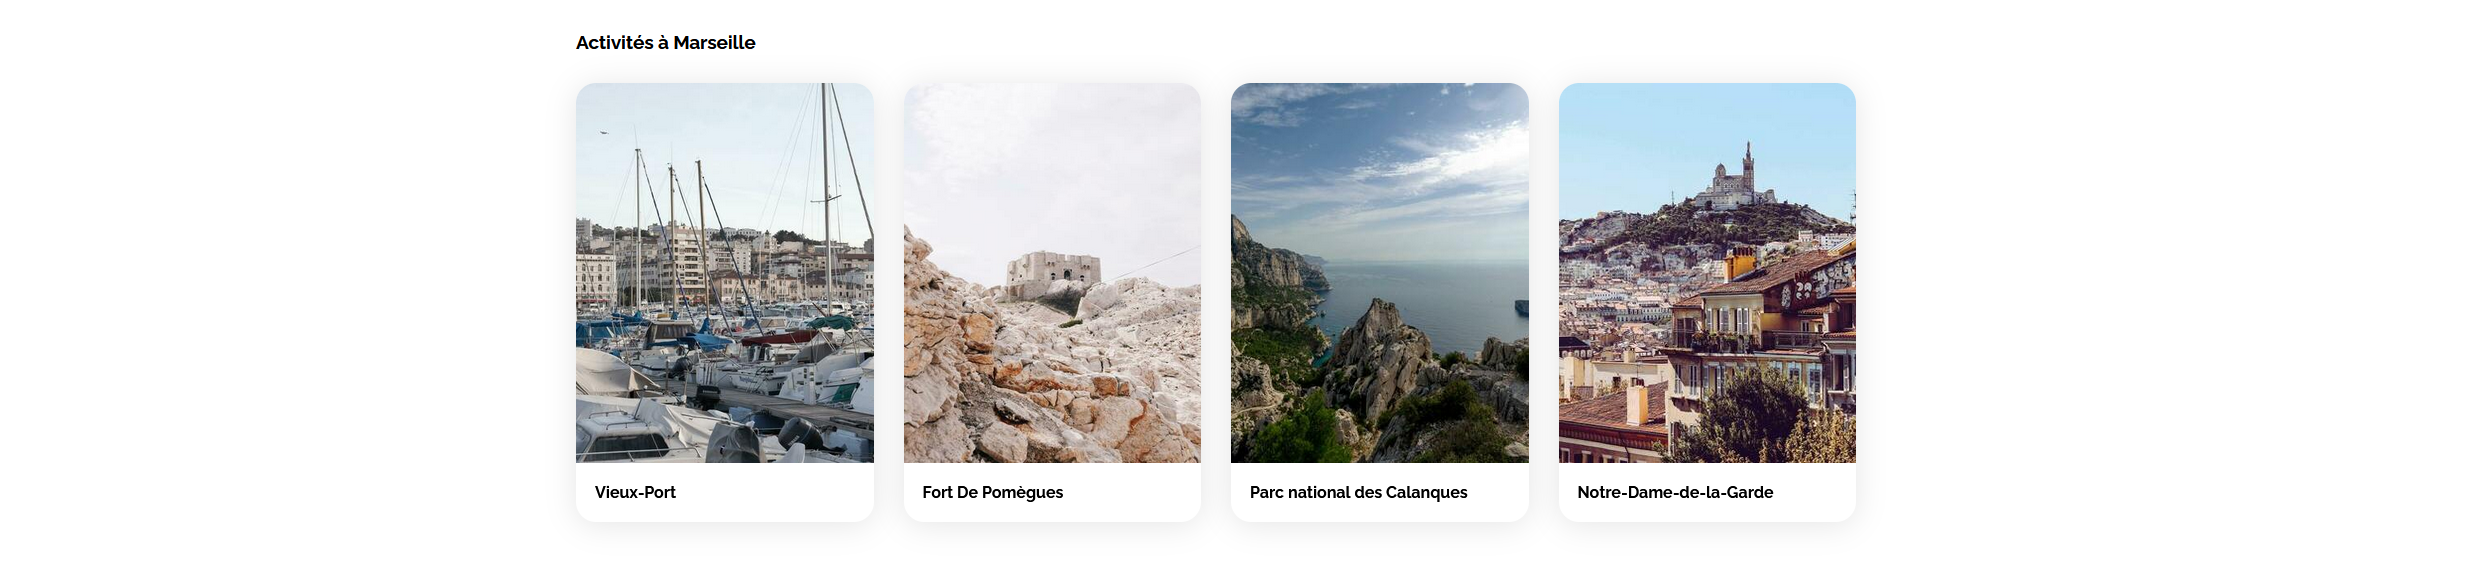 Activités à Marseille
Vieux-Port
Fort De Pomègues
Parc national des Calanques
Notre-Dame-de-la-Garde